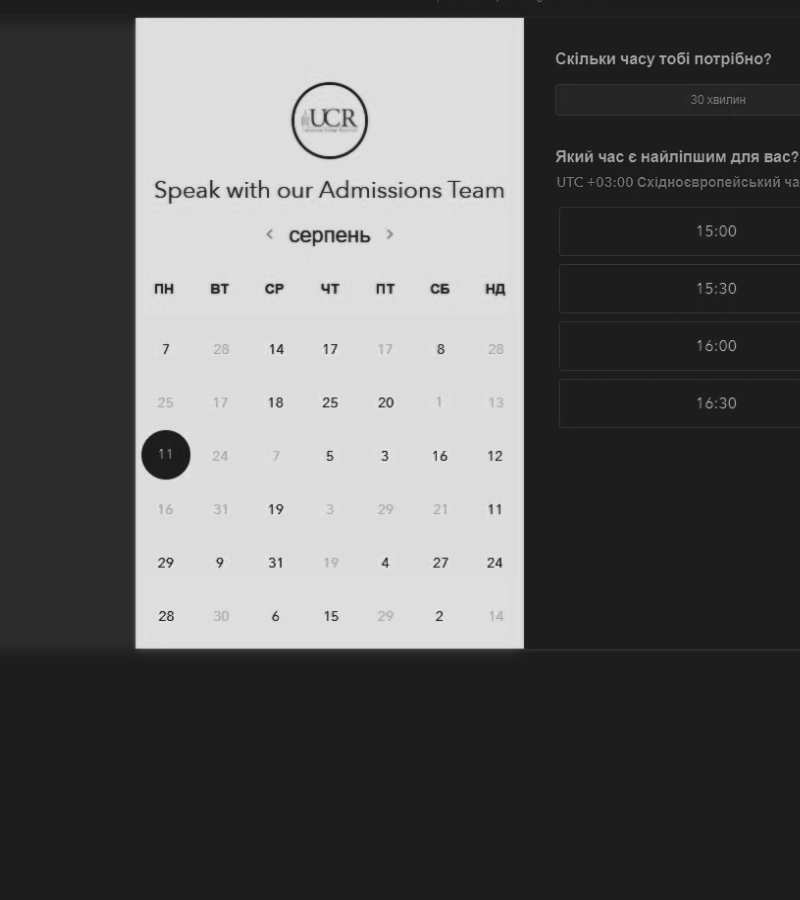 UCR
Speak with our Admissions Team
серпень
ПН ВТ СР ЧТ ПТ СБ НД
7 28 14 17 17 8 28
25 17 18 25 20 1 13
11 24 7 5 3 16 12
16 31 19 3 29 21 11
29 9 31 19 4 27 24
28 30 6 15 29 2 14
Скільки часу тобі потрібно?
30 хвилин
Який час є найліпшим для вас?
UTC +03:00 Східноєвропейський ча
15:00
15:30
16:00
16:30